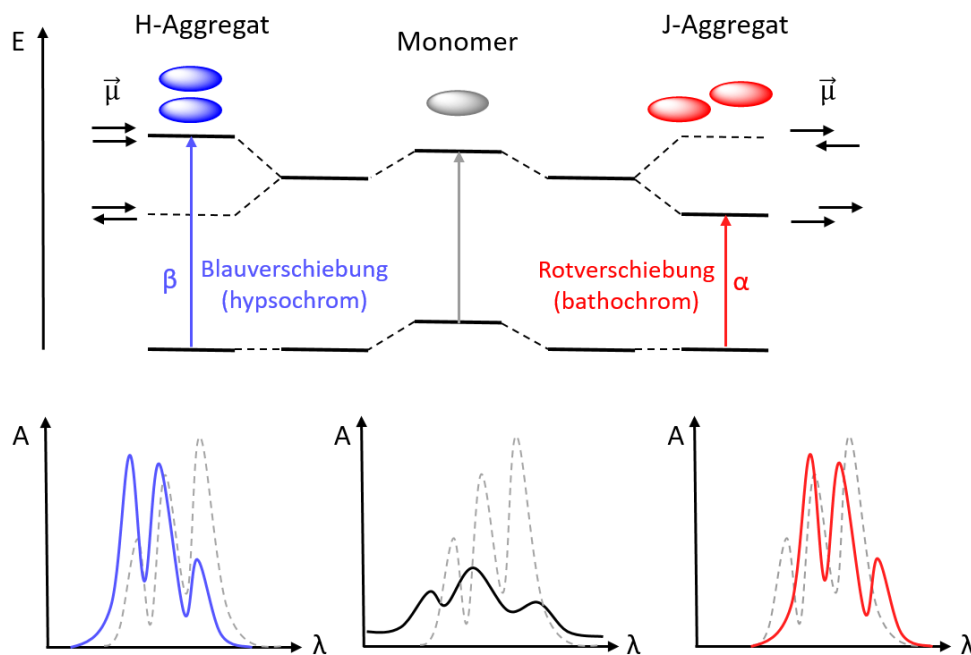 H-Aggregat
Monomer
J-Aggregat
E
μ⃗
μ⃗
β
Blauverschiebung
(hypsochrom)
Rotverschiebung
(bathochrom)
α
A
λ
A
λ
A
λ